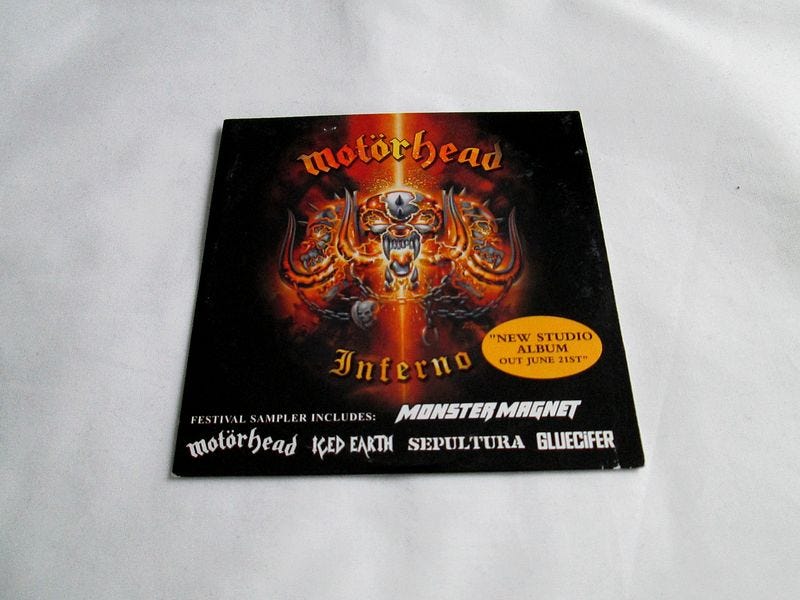 Motörhead
Inferno
"NEW STUDIO
ALBUM
OUT JUNE 21ST"
FESTIVAL SAMPLER INCLUDES: MONSTER MAGNET
motörhead ICED EARTH SEPULTURA GLUECiFER